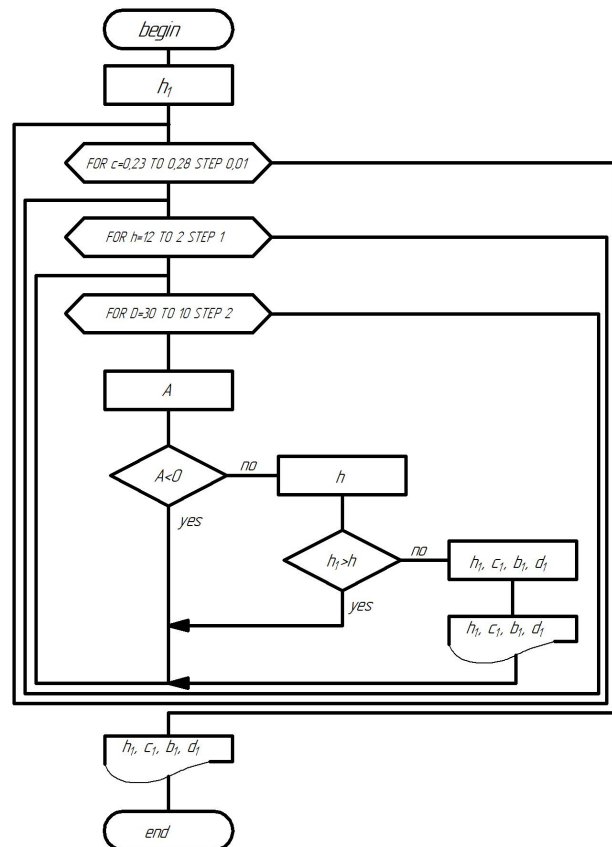 begin
h₁
FOR c=0,23 TO 0,28 STEP 0,01
FOR h=12 TO 2 STEP 1
FOR D=30 TO 10 STEP 2
A
A<0
no
h
yes
h₁>h
no
h₁, c₁, b₁, d₁
yes
h₁, c₁, b₁, d₁
h₁, c₁, b₁, d₁
end